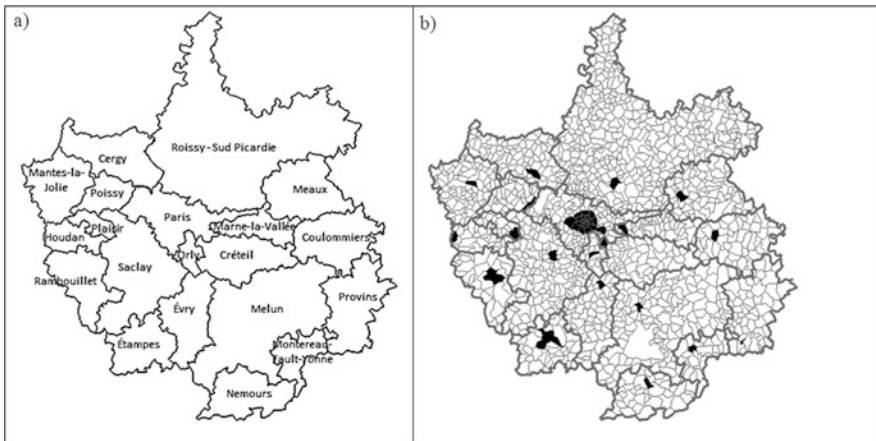 a)
b)
Roissy-Sud Picardie
Cergy
Mantes-la-
Jolie
Poissy
Meaux
Paris
Marne-la-Vallée
Plaisir
Houdan
Coulommiers
Orly
Créteil
Saclay
Rambouillet
Provins
Évry
Melun
Étampes
Montereau-
Fault-Yonne
Nemours